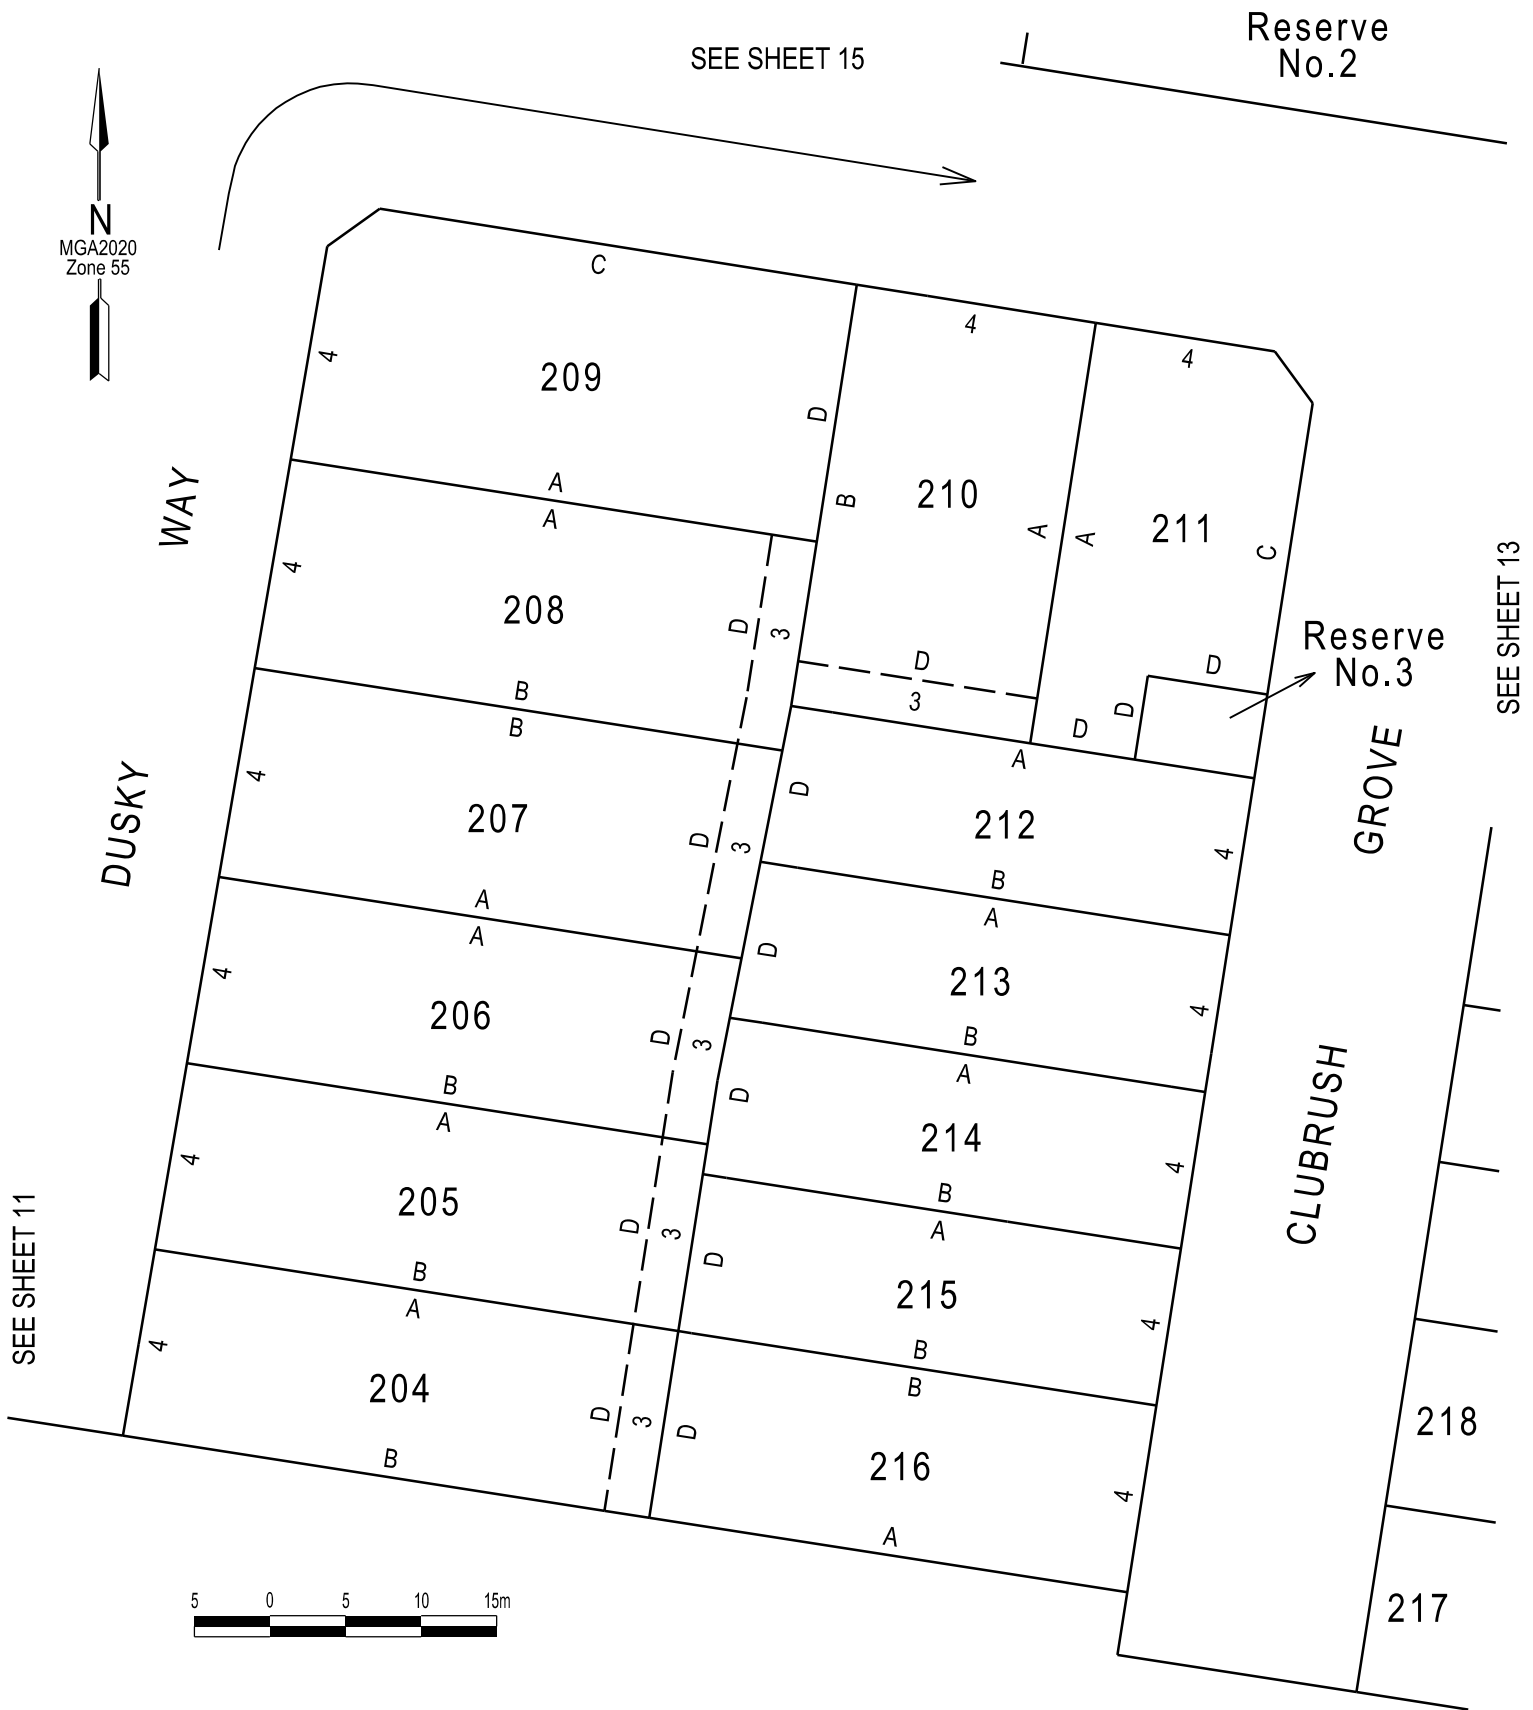 Reserve
No.2
SEE SHEET 15
N
MGA2020
Zone 55
C
4
4
4
209
D
WAY
A
A
B
210
A
A
211
C
SEE SHEET 13
4
208
D
3
Reserve
No.3
D
3
D
D
D
B
B
A
GROVE
4
DUSKY
207
D
3
D
212
4
B
A
A
A
4
206
D
3
D
213
4
B
A
B
A
4
205
D
3
D
214
4
CLUBRUSH
B
A
SEE SHEET 11
B
A
D
215
4
4
204
D
3
B
B
B
D
216
4
A
218
217
5 0 5 10 15m